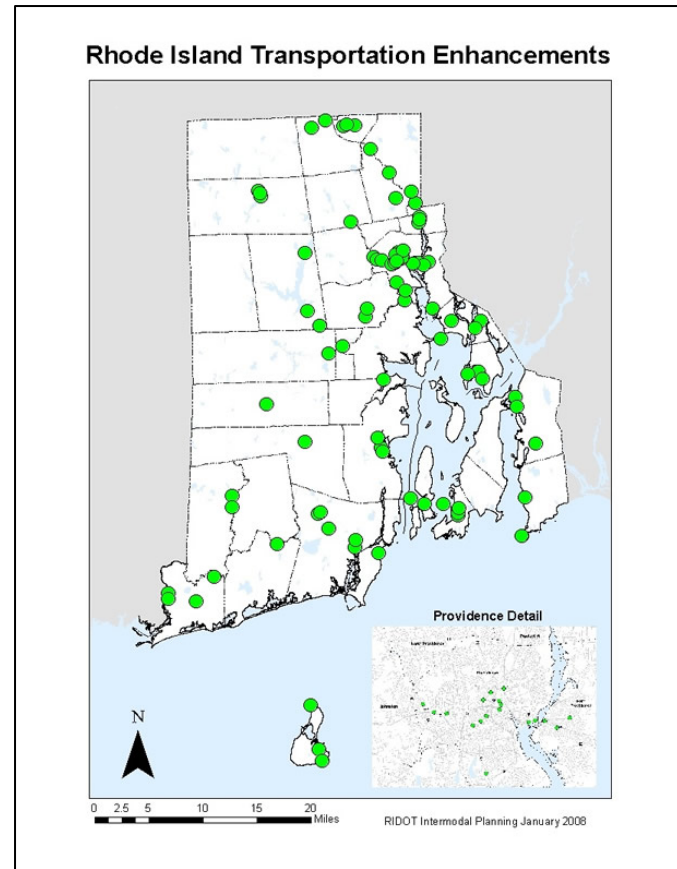 Rhode Island Transportation Enhancements
Providence Detail
N
0 2.5 5 10 15 20
Miles
RIDOT Intermodal Planning January 2008